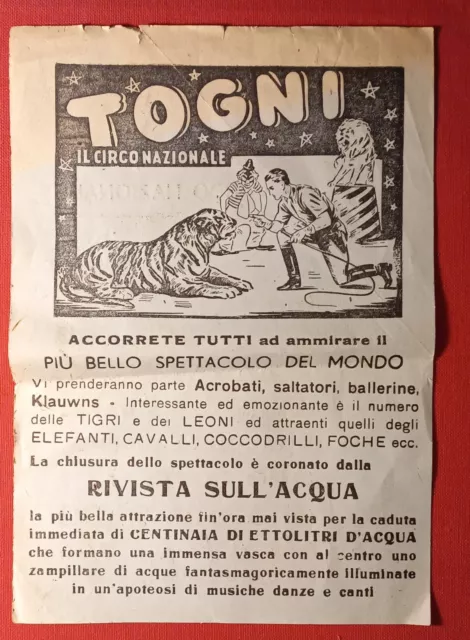 TOGNI
IL CIRCO NAZIONALE
ACCORRETE TUTTI ad ammirare il
PIÙ BELLO SPETTACOLO DEL MONDO
Vi prenderanno parte Acrobati, saltatori, ballerine,
Klauwns - Interessante ed emozionante è il numero
delle TIGRI e dei LEONI ed attraenti quelli degli
ELEFANTI, CAVALLI, COCCODRILLI, FOCHE ecc.
La chiusura dello spettacolo è coronato dalla
RIVISTA SULL'ACQUA
la più bella attrazione fin'ora mai vista per la caduta
immediata di CENTINAIA DI ETTOLITRI D'ACQUA
che formano una immensa vasca con al centro uno
zampillare di acque fantasmagoricamente illuminate
in un'apoteosi di musiche danze e canti